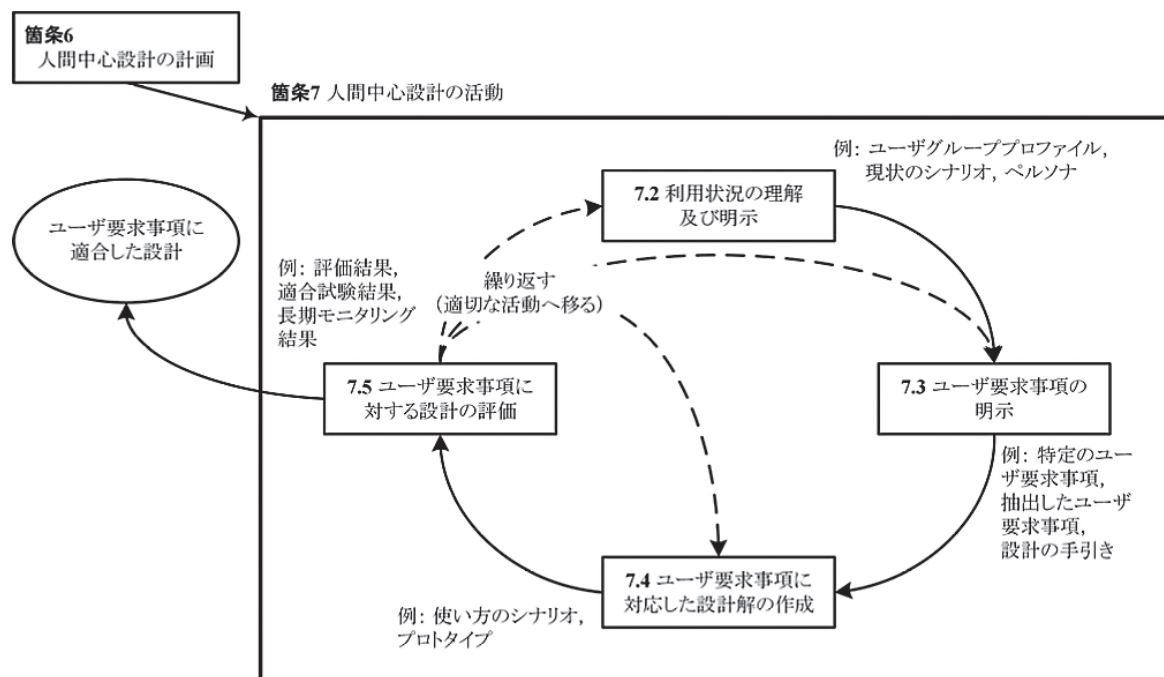 箇条6
人間中心設計の計画
箇条7 人間中心設計の活動
例: ユーザグループプロファイル,
現状のシナリオ, ペルソナ
7.2 利用状況の理解
及び明示
ユーザ要求事項に
適合した設計
例: 評価結果,
適合試験結果,
長期モニタリング
結果
繰り返す
(適切な活動へ移る)
7.5 ユーザ要求事項に
対する設計の評価
7.3 ユーザ要求事項の
明示
例: 特定のユー
ザ要求事項,
抽出したユーザ
要求事項,
設計の手引き
7.4 ユーザ要求事項に
対応した設計解の作成
例: 使い方のシナリオ,
プロトタイプ